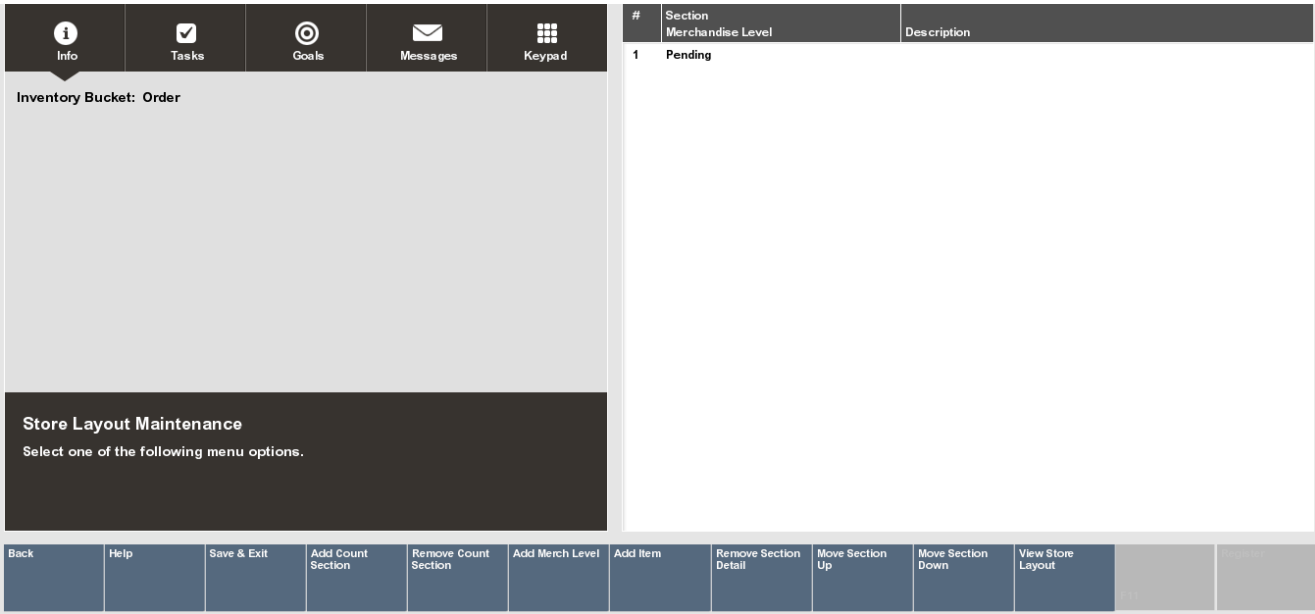 Info
Tasks
Goals
Messages
Keypad
Inventory Bucket: Order
Store Layout Maintenance
Select one of the following menu options.
# Section
Merchandise Level Description
1 Pending
Back
Help
Save & Exit
Add Count
Section
Remove Count
Section
Add Merch Level
Add Item
Remove Section
Detail
Move Section
Up
Move Section
Down
View Store
Layout
F11
Register